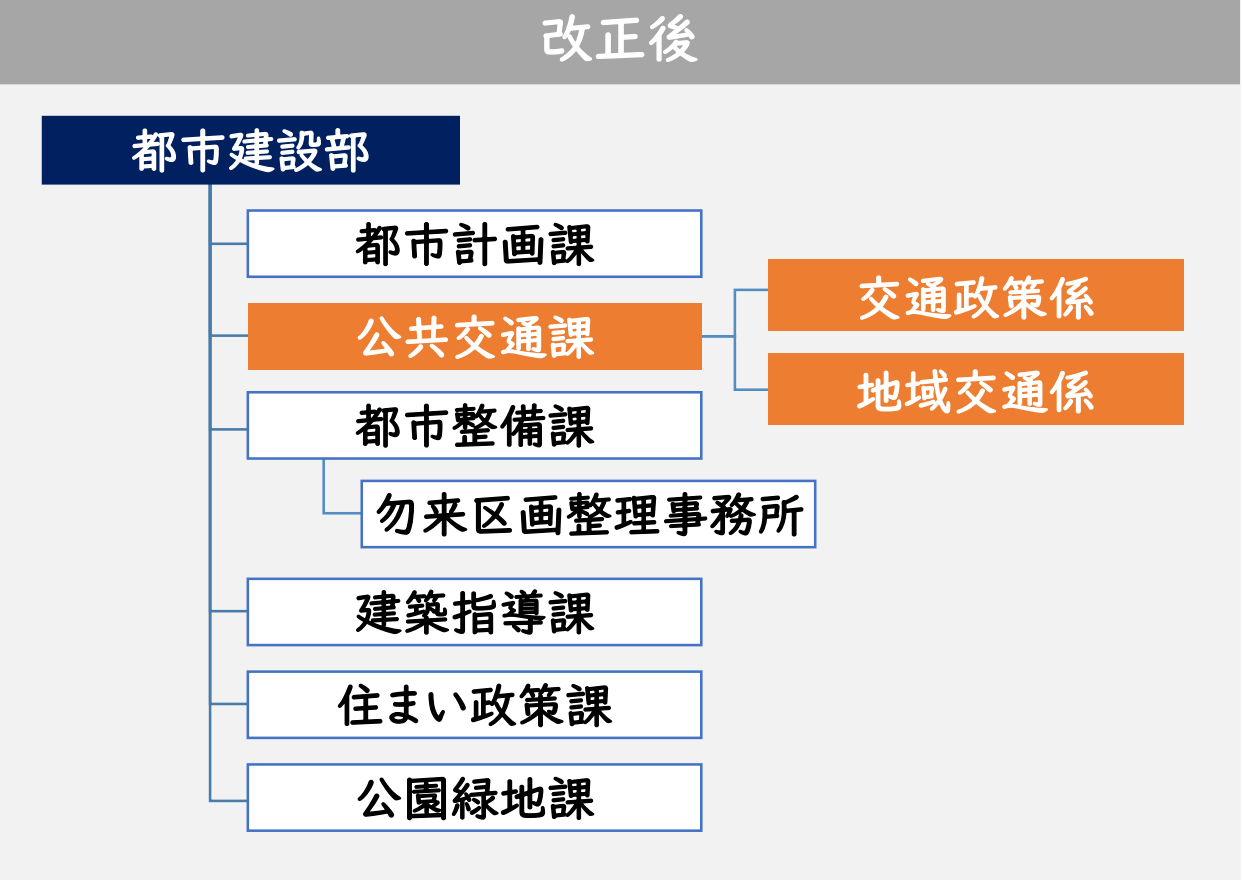 改正後
都市建設部
都市計画課
公共交通課
交通政策係
地域交通係
都市整備課
勿来区画整理事務所
建築指導課
住まい政策課
公園緑地課